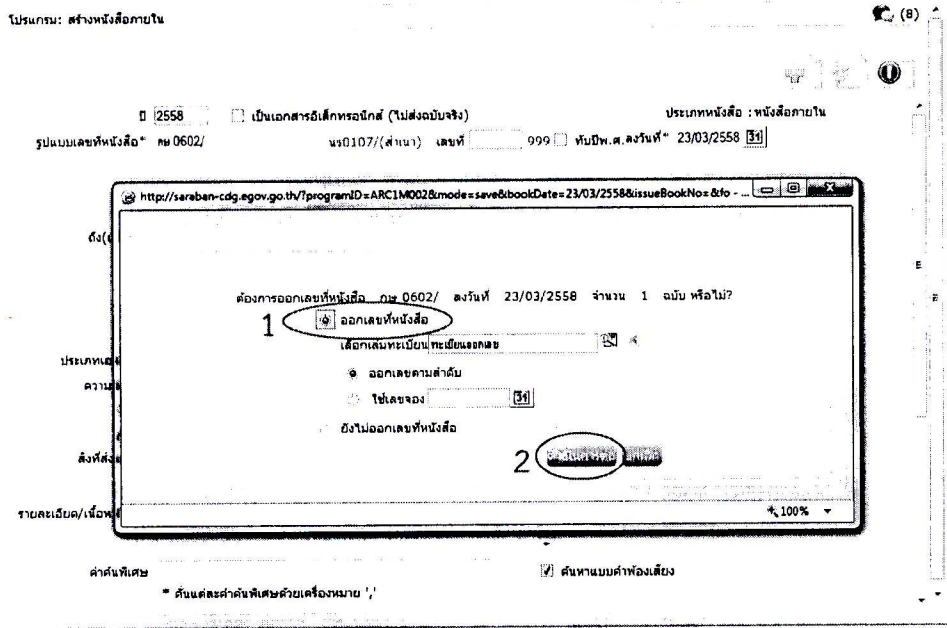 โปรแกรม: สร้างหนังสือภายใน
(8)
ปี 2558 เป็นเอกสารอิเล็กทรอนิกส์ (ไม่ส่งฉบับจริง) ประเภทหนังสือ : หนังสือภายใน
รูปแบบเลขที่หนังสือ* กษ 0602/ นร0107/(สำเนา) เลขที่ 999 ทับปีพ.ศ. ลงวันที่* 23/03/2558 31
http://saraban-cdg.egov.go.th/?programID=ARC1M002&mode=save&bookDate=23/03/2558&issueBookNo=&fo - ...
ถึง(
ต้องการออกเลขที่หนังสือ กษ 0602/ ลงวันที่ 23/03/2558 จำนวน 1 ฉบับ หรือไม่?
1 ออกเลขที่หนังสือ
เลือกเล่มทะเบียน ทะเบียนออกเลข
ประเภทเอ
ออกเลขตามลำดับ
ความ
ใช้เลขจอง 31
ยังไม่ออกเลขที่หนังสือ
สิ่งที่ส่ง
2
รายละเอียด/เนื้อห
100%
คำค้นพิเศษ ค้นหาแบบคำพ้องเสียง
* คั่นแต่ละคำค้นพิเศษด้วยเครื่องหมาย ','